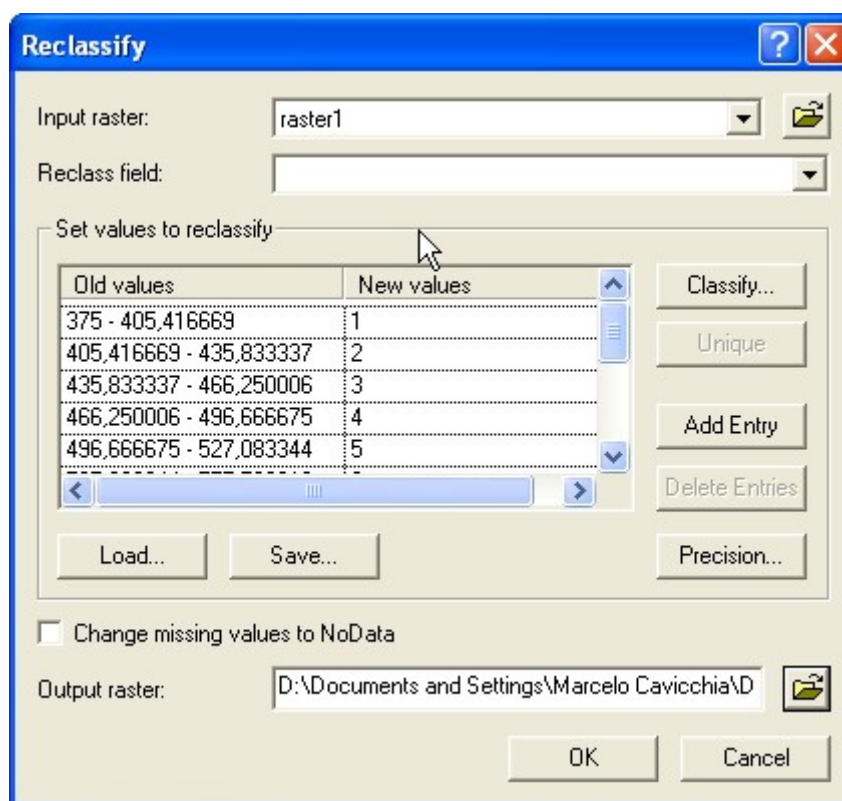 Reclassify
Input raster: raster1
Reclass field:
Set values to reclassify
Old values New values
375 - 405,416669 1
405,416669 - 435,833337 2
435,833337 - 466,250006 3
466,250006 - 496,666675 4
496,666675 - 527,083344 5
Classify...
Unique
Add Entry
Delete Entries
Load... Save... Precision...
Change missing values to NoData
Output raster: D:\Documents and Settings\Marcelo Cavicchia\D
OK Cancel